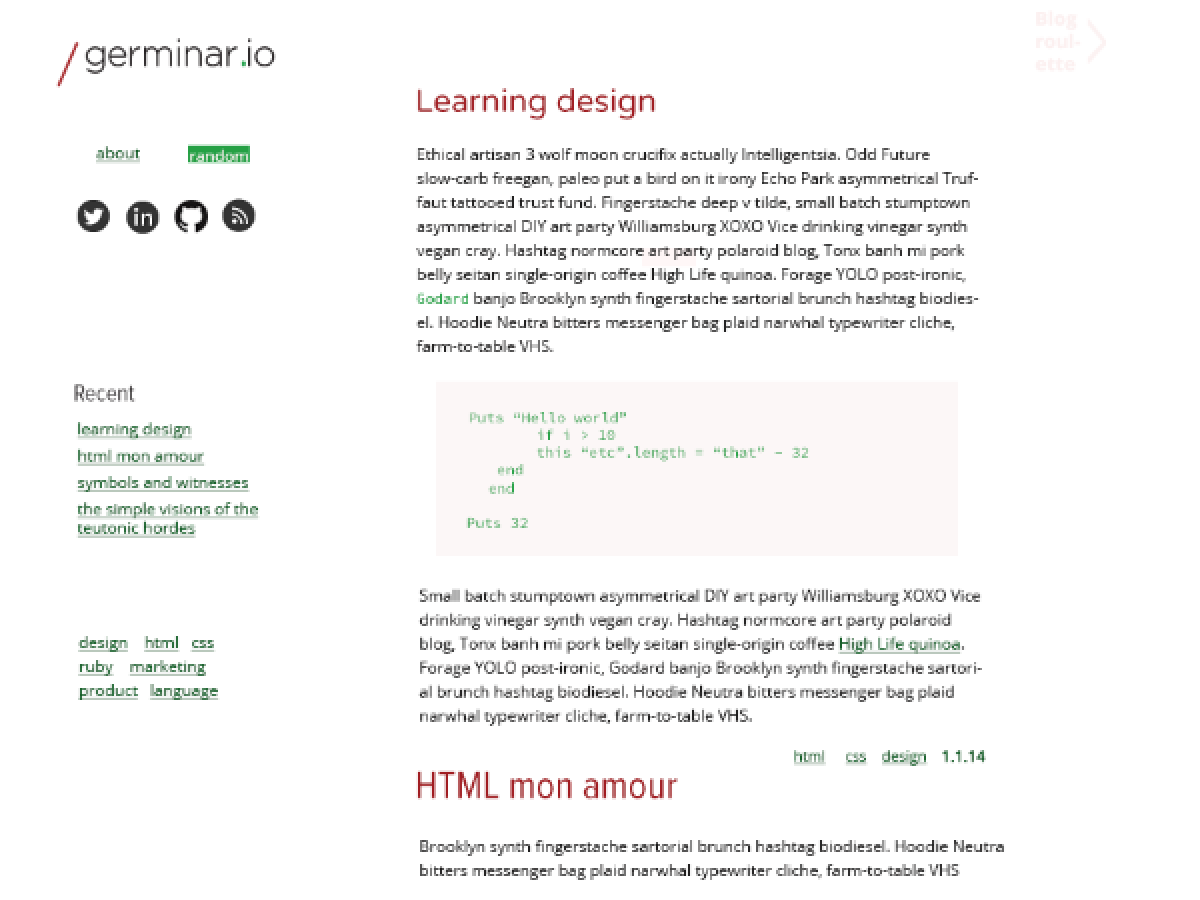 /germinar.io
Blog
roul-
ette
about random
Recent
learning design
html mon amour
symbols and witnesses
the simple visions of the
teutonic hordes
design html css
ruby marketing
product language
Learning design
Ethical artisan 3 wolf moon crucifix actually Intelligentsia. Odd Future
slow-carb freegan, paleo put a bird on it irony Echo Park asymmetrical Truf-
faut tattooed trust fund. Fingerstache deep v tilde, small batch stumptown
asymmetrical DIY art party Williamsburg XOXO Vice drinking vinegar synth
vegan cray. Hashtag normcore art party polaroid blog, Tonx banh mi pork
belly seitan single-origin coffee High Life quinoa. Forage YOLO post-ironic,
Godard banjo Brooklyn synth fingerstache sartorial brunch hashtag biodies-
el. Hoodie Neutra bitters messenger bag plaid narwhal typewriter cliche,
farm-to-table VHS.
Puts “Hello world”
if i > 10
this “etc”.length = “that” - 32
end
end
Puts 32
Small batch stumptown asymmetrical DIY art party Williamsburg XOXO Vice
drinking vinegar synth vegan cray. Hashtag normcore art party polaroid
blog, Tonx banh mi pork belly seitan single-origin coffee High Life quinoa.
Forage YOLO post-ironic, Godard banjo Brooklyn synth fingerstache sartori-
al brunch hashtag biodiesel. Hoodie Neutra bitters messenger bag plaid
narwhal typewriter cliche, farm-to-table VHS.
html css design 1.1.14
HTML mon amour
Brooklyn synth fingerstache sartorial brunch hashtag biodiesel. Hoodie Neutra
bitters messenger bag plaid narwhal typewriter cliche, farm-to-table VHS